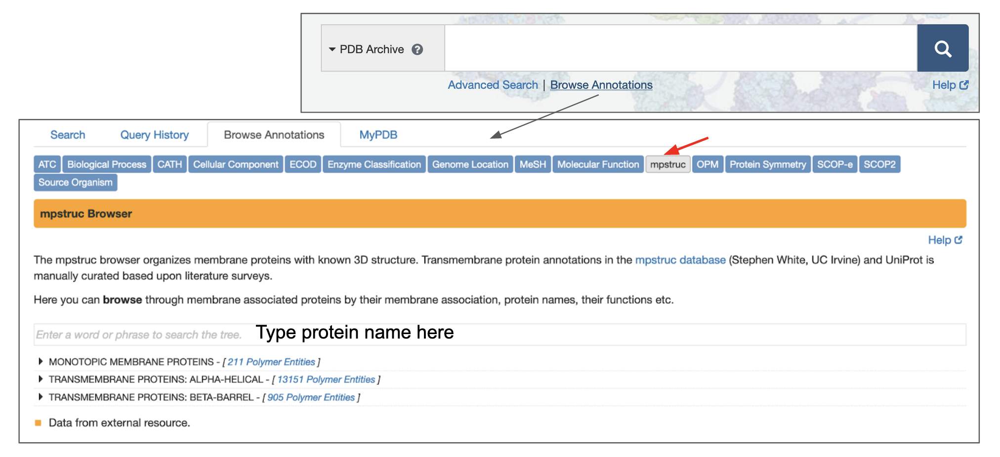 PDB Archive ?
Advanced Search | Browse Annotations
Help
Search Query History Browse Annotations MyPDB
ATC Biological Process CATH Cellular Component ECOD Enzyme Classification Genome Location MeSH Molecular Function mpstruc OPM Protein Symmetry SCOP-e SCOP2
Source Organism
mpstruc Browser
Help
The mpstruc browser organizes membrane proteins with known 3D structure. Transmembrane protein annotations in the mpstruc database (Stephen White, UC Irvine) and UniProt is
manually curated based upon literature surveys.
Here you can browse through membrane associated proteins by their membrane association, protein names, their functions etc.
Enter a word or phrase to search the tree. Type protein name here
MONOTOPIC MEMBRANE PROTEINS - [ 211 Polymer Entities ]
TRANSMEMBRANE PROTEINS: ALPHA-HELICAL - [ 13151 Polymer Entities ]
TRANSMEMBRANE PROTEINS: BETA-BARREL - [ 905 Polymer Entities ]
Data from external resource.